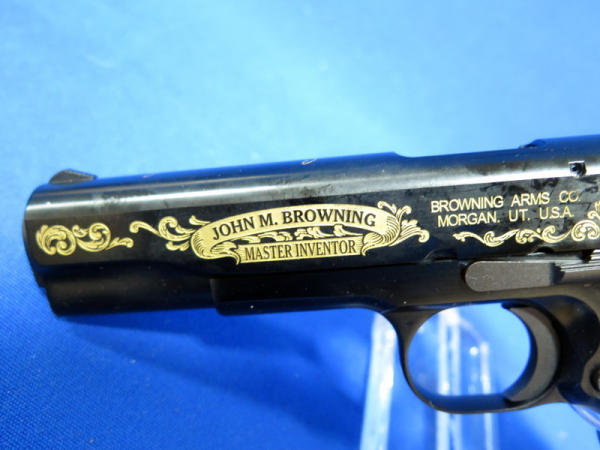 JOHN M. BROWNING
MASTER INVENTOR
BROWNING ARMS CO.
MORGAN, UT. U.S.A.